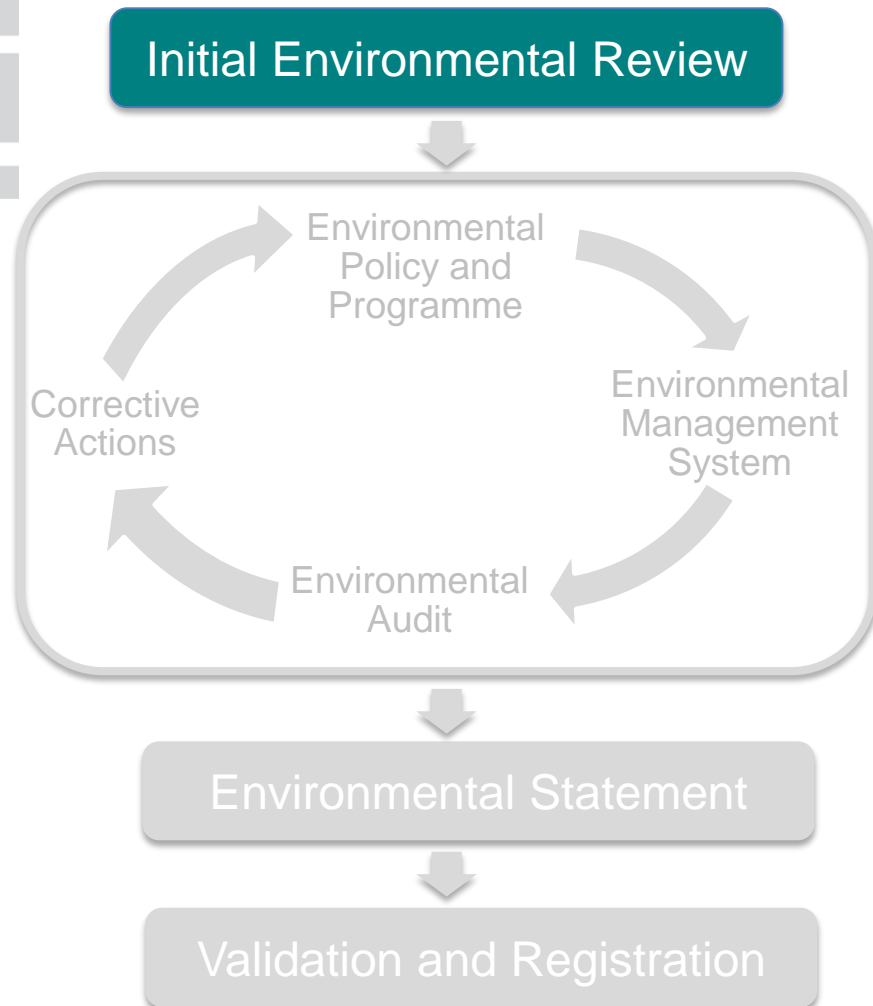 Initial Environmental Review
Environmental
Policy and
Programme
Environmental
Management
System
Environmental
Audit
Corrective
Actions
Environmental Statement
Validation and Registration